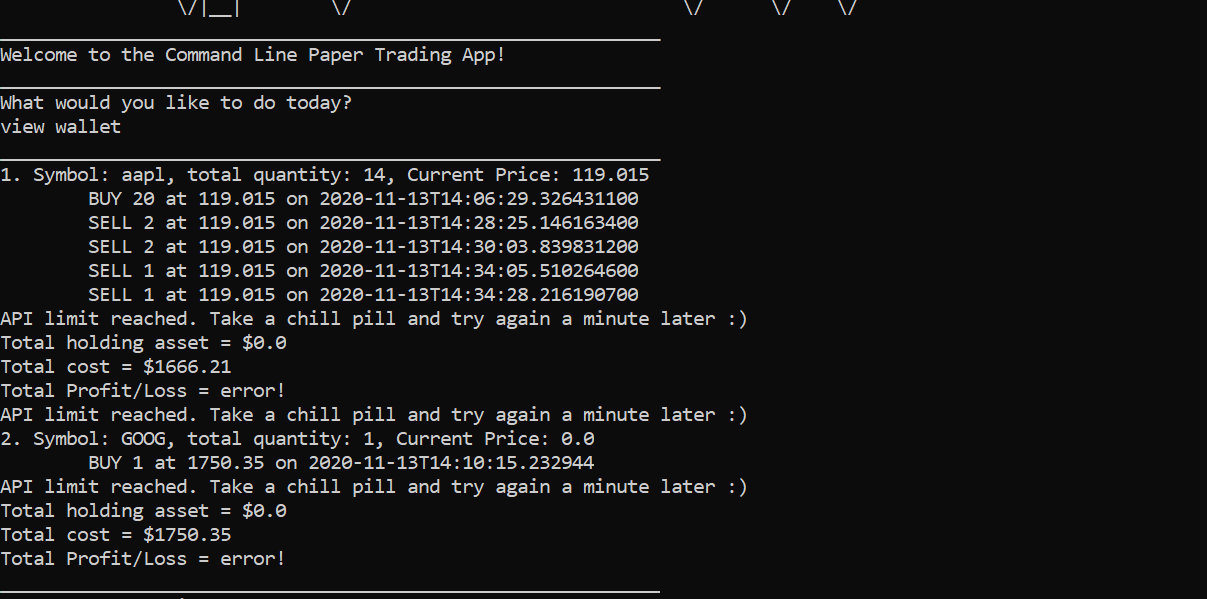 Welcome to the Command Line Paper Trading App!
What would you like to do today?
view wallet
1. Symbol: aapl, total quantity: 14, Current Price: 119.015
BUY 20 at 119.015 on 2020-11-13T14:06:29.326431100
SELL 2 at 119.015 on 2020-11-13T14:28:25.146163400
SELL 2 at 119.015 on 2020-11-13T14:30:03.839831200
SELL 1 at 119.015 on 2020-11-13T14:34:05.510264600
SELL 1 at 119.015 on 2020-11-13T14:34:28.216190700
API limit reached. Take a chill pill and try again a minute later :)
Total holding asset = $0.0
Total cost = $1666.21
Total Profit/Loss = error!
API limit reached. Take a chill pill and try again a minute later :)
2. Symbol: GOOG, total quantity: 1, Current Price: 0.0
BUY 1 at 1750.35 on 2020-11-13T14:10:15.232944
API limit reached. Take a chill pill and try again a minute later :)
Total holding asset = $0.0
Total cost = $1750.35
Total Profit/Loss = error!